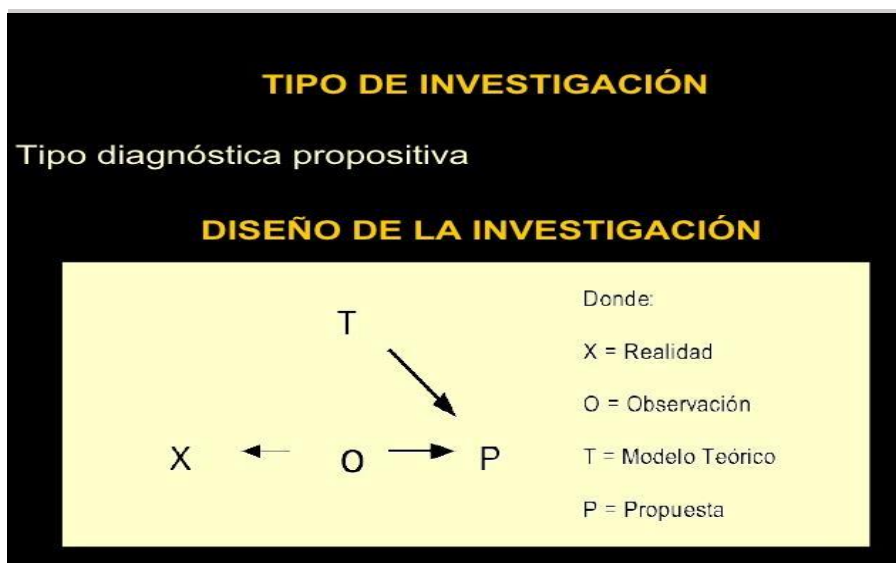 TIPO DE INVESTIGACIÓN
Tipo diagnóstica propositiva
DISEÑO DE LA INVESTIGACIÓN
T
X O P
Donde:
X = Realidad
O = Observación
T = Modelo Teórico
P = Propuesta